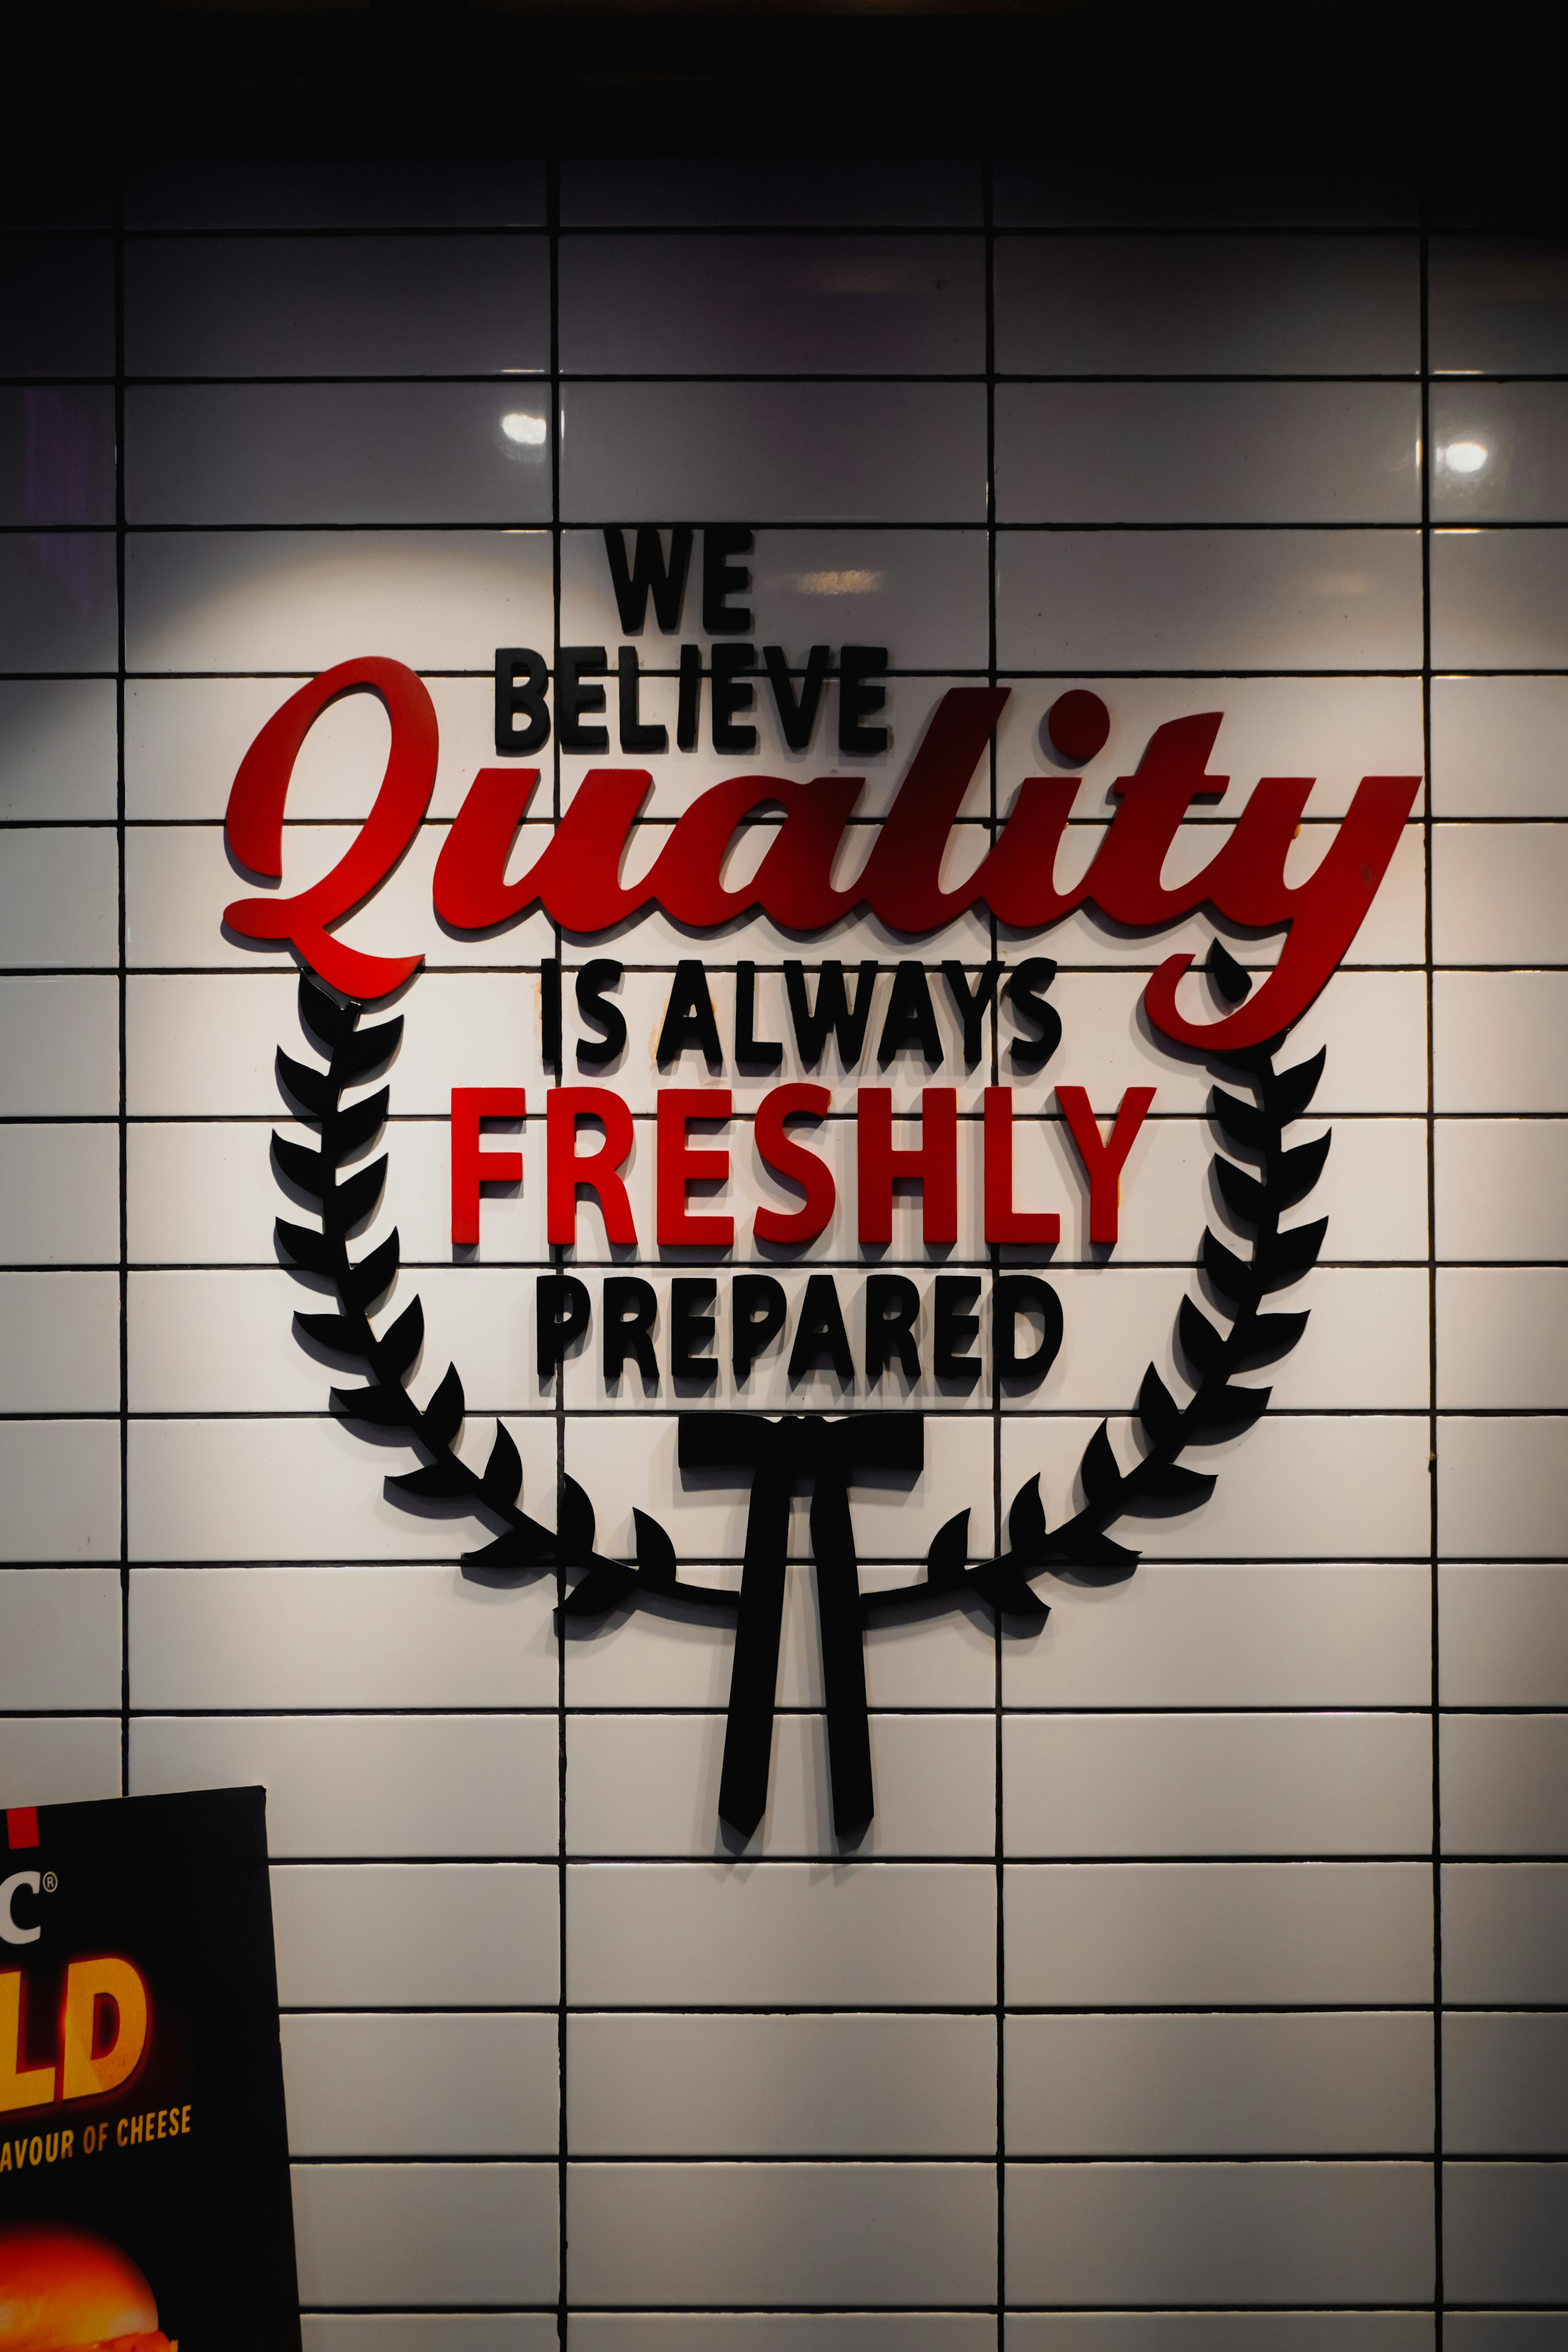 WE
BELIEVE
Quality
IS ALWAYS
FRESHLY
PREPARED
C®
LD
AVOUR OF CHEESE